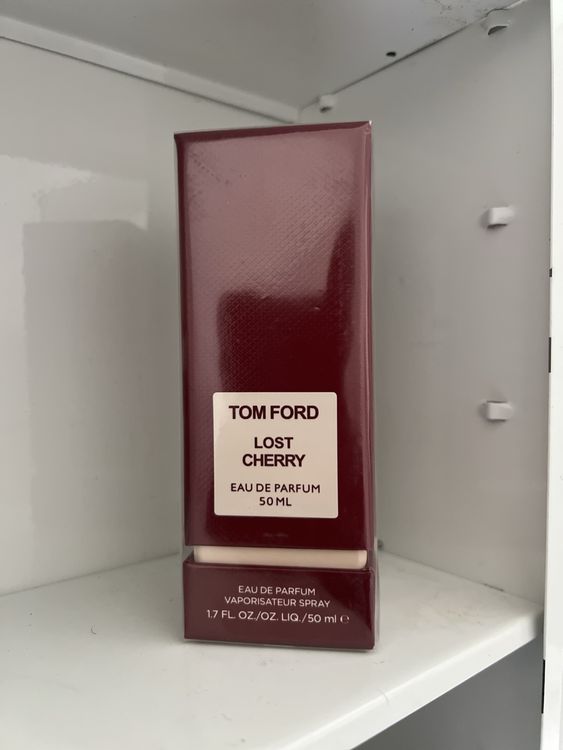 TOM FORD
LOST
CHERRY
EAU DE PARFUM
50 ML
EAU DE PARFUM
VAPORISATEUR SPRAY
1.7 FL. OZ./OZ. LIQ./50 ml ℮